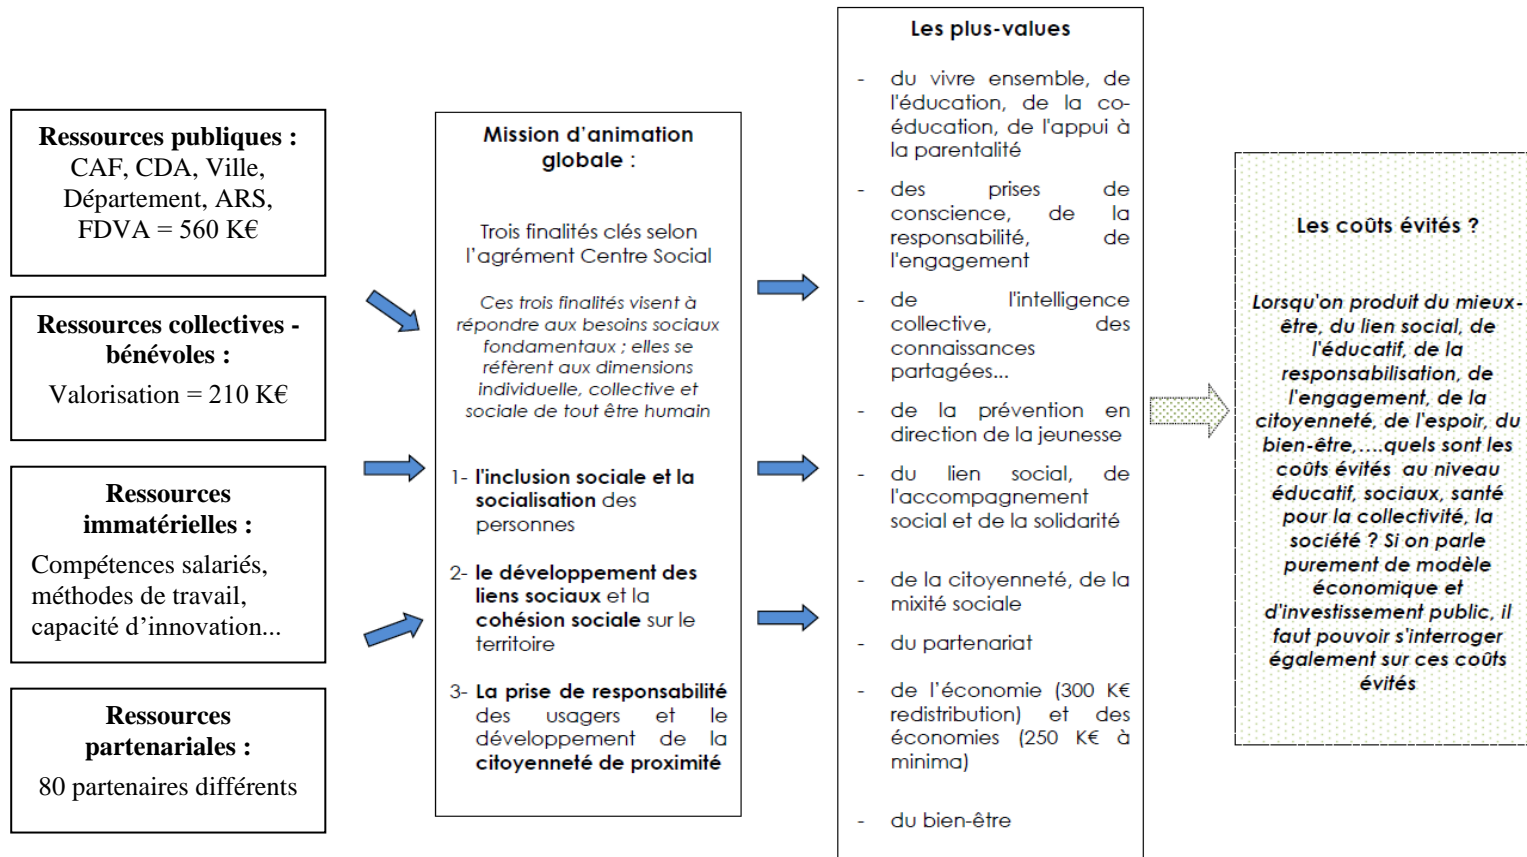 Ressources publiques :
CAF, CDA, Ville,
Département, ARS,
FDVA = 560 K€
Ressources collectives -
bénévoles :
Valorisation = 210 K€
Ressources
immatérielles :
Compétences salariés,
méthodes de travail,
capacité d’innovation...
Ressources
partenariales :
80 partenaires différents
Mission d’animation
globale :
Trois finalités clés selon
l’agrément Centre Social
Ces trois finalités visent à
répondre aux besoins sociaux
fondamentaux ; elles se
réfèrent aux dimensions
individuelle, collective et
sociale de tout être humain
1- l'inclusion sociale et la
socialisation des
personnes
2- le développement des
liens sociaux et la
cohésion sociale sur le
territoire
3- La prise de responsabilité
des usagers et le
développement de la
citoyenneté de proximité
Les plus-values
- du vivre ensemble, de
l'éducation, de la co-
éducation, de l'appui à
la parentalité
- des prises de
conscience, de la
responsabilité, de
l'engagement
- de l'intelligence
collective, des
connaissances
partagées...
- de la prévention en
direction de la jeunesse
- du lien social, de
l'accompagnement
social et de la solidarité
- de la citoyenneté, de la
mixité sociale
- du partenariat
- de l’économie (300 K€
redistribution) et des
économies (250 K€ à
minima)
- du bien-être
Les coûts évités ?
Lorsqu'on produit du mieux-
être, du lien social, de
l'éducatif, de la
responsabilisation, de
l'engagement, de la
citoyenneté, de l'espoir, du
bien-être,....quels sont les
coûts évités au niveau
éducatif, sociaux, santé
pour la collectivité, la
société ? Si on parle
purement de modèle
économique et
d'investissement public, il
faut pouvoir s'interroger
également sur ces coûts
évités